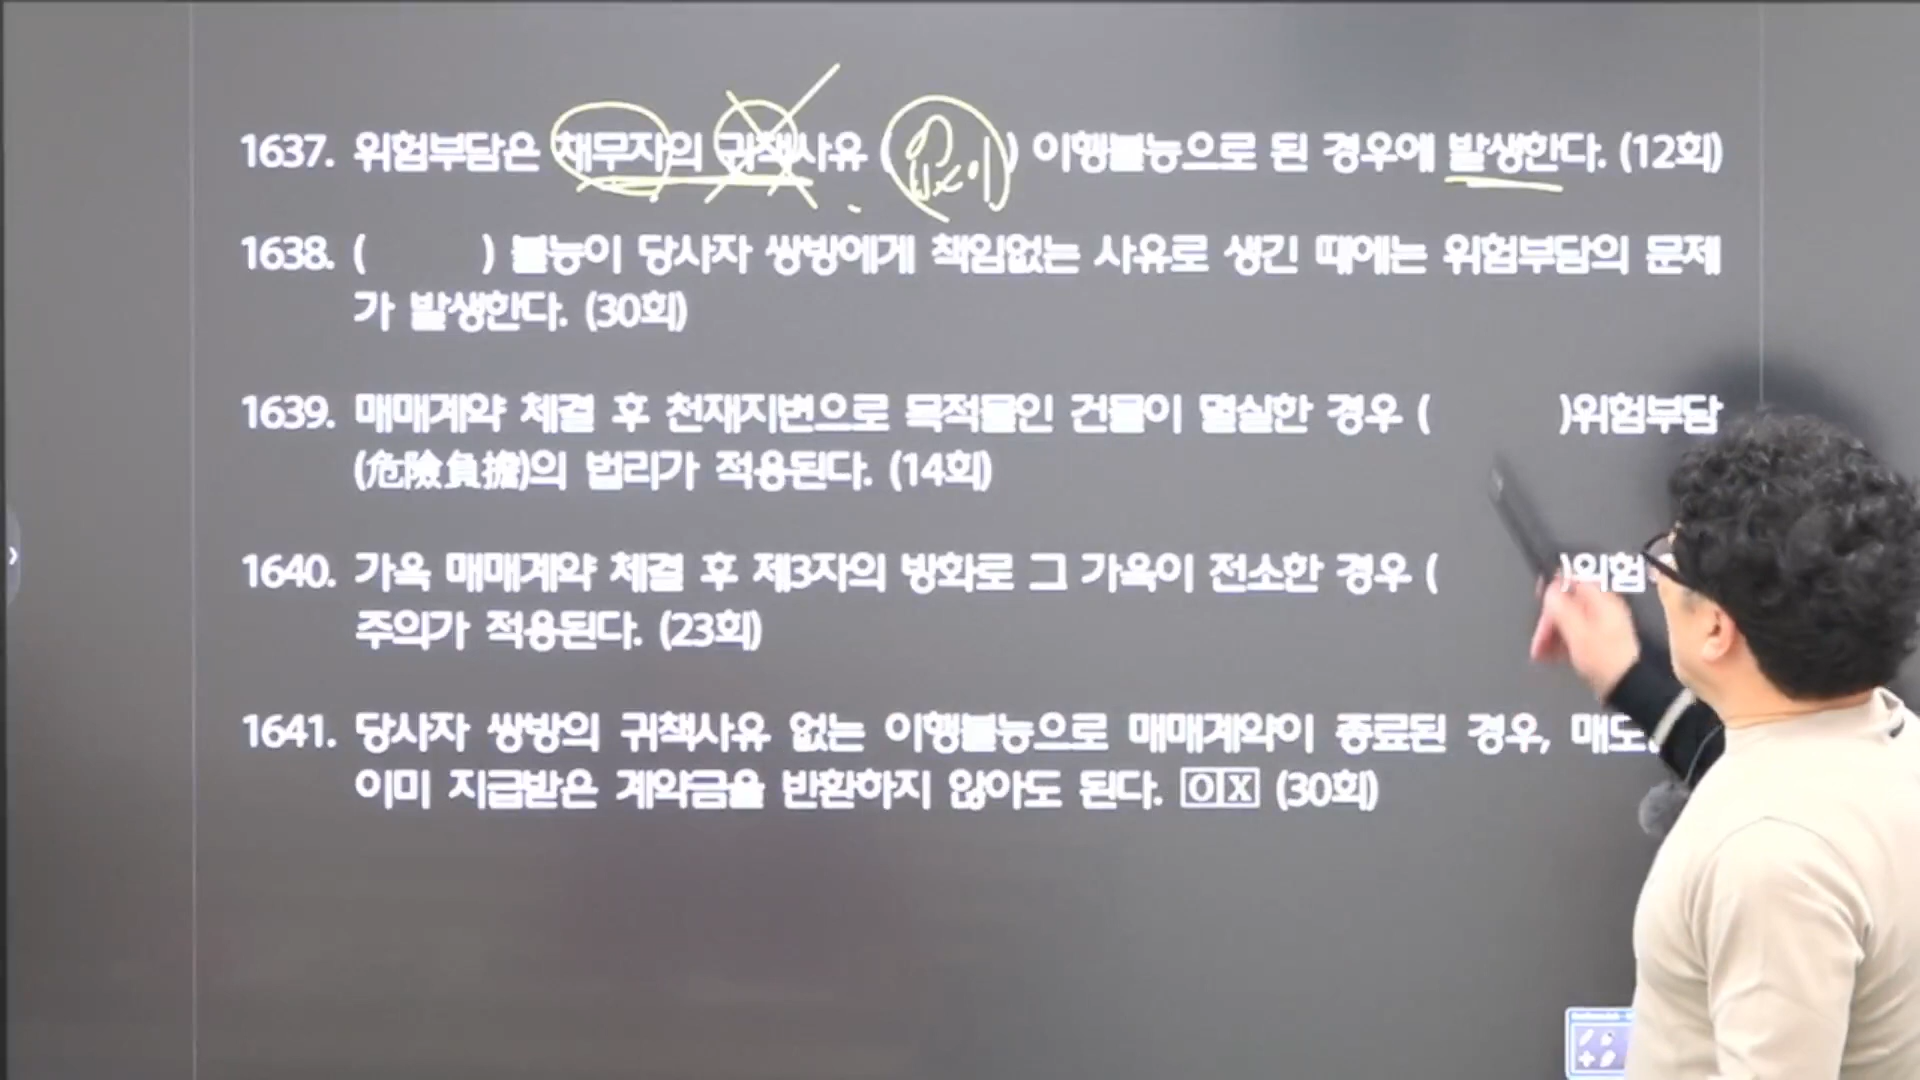 1637. 위험부담은 채무자의 귀책사유 (없이) 이행불능으로 된 경우에 발생한다. (12회)
1638. ( ) 불능이 당사자 쌍방에게 책임없는 사유로 생긴 때에는 위험부담의 문제
가 발생한다. (30회)
1639. 매매계약 체결 후 천재지변으로 목적물인 건물이 멸실한 경우 ( )위험부담
(危險負擔)의 법리가 적용된다. (14회)
1640. 가옥 매매계약 체결 후 제3자의 방화로 그 가옥이 전소한 경우 ( )위험
주의가 적용된다. (23회)
1641. 당사자 쌍방의 귀책사유 없는 이행불능으로 매매계약이 종료된 경우, 매도
이미 지급받은 계약금을 반환하지 않아도 된다. O X (30회)